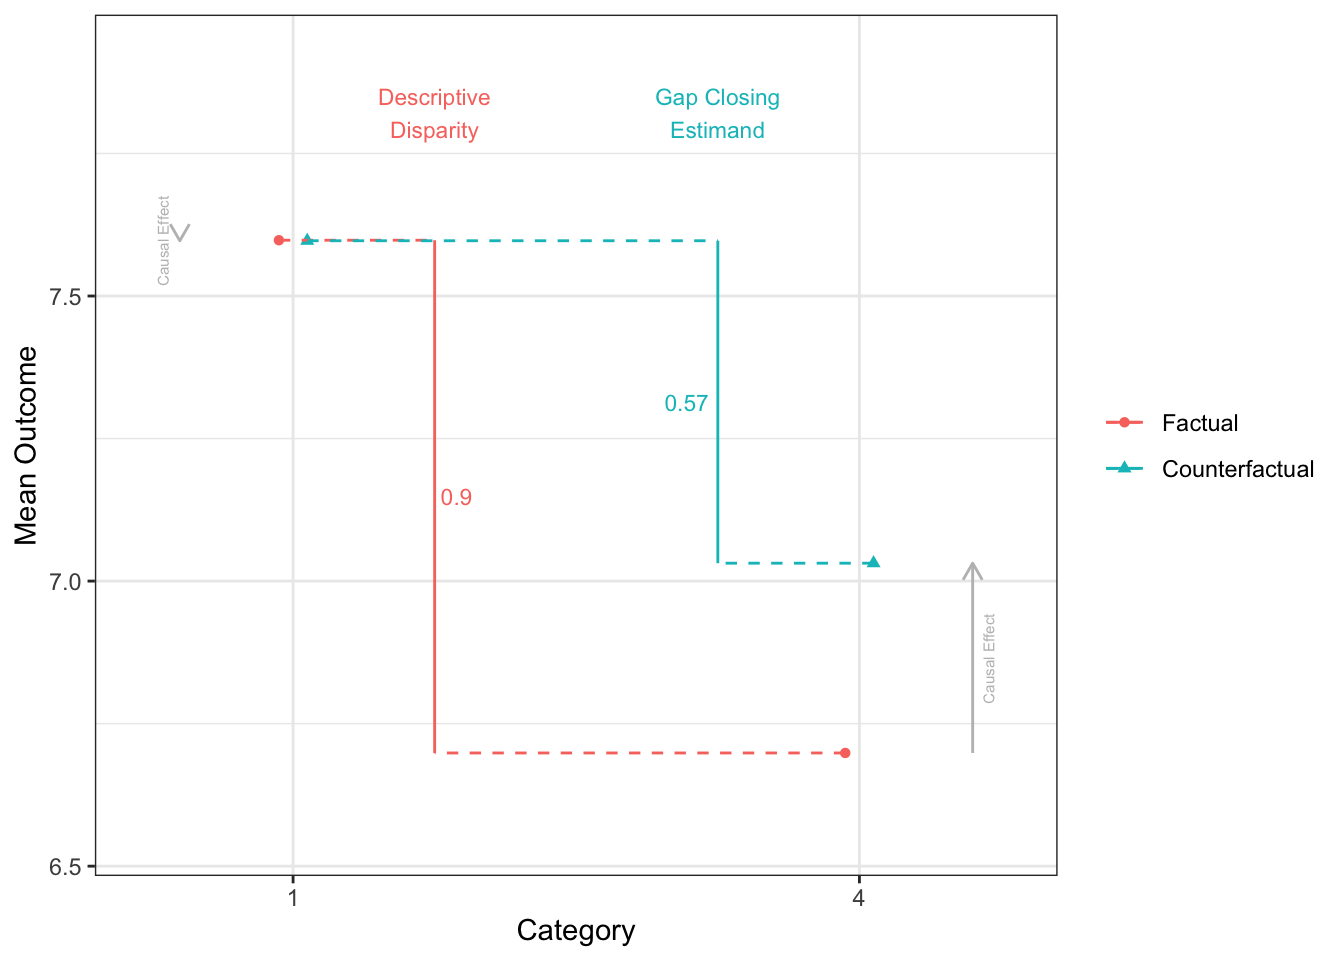 Descriptive
Disparity
Gap Closing
Estimand
Causal Effect
7.5
0.57
0.9
7.0
Causal Effect
6.5
1
4
Category
Mean Outcome
Factual
Counterfactual